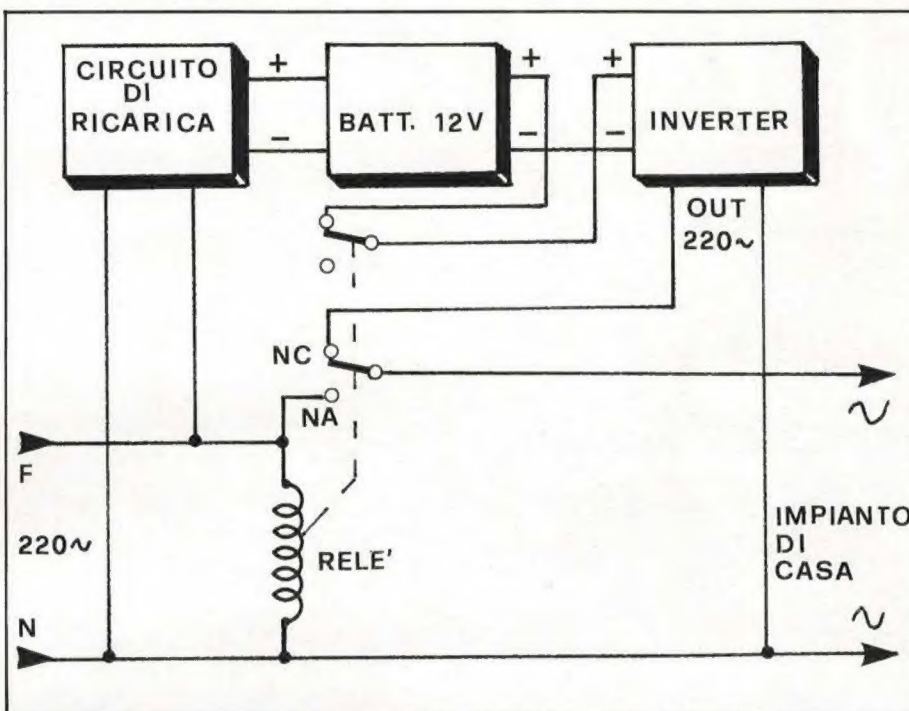 CIRCUITO
DI
RICARICA
+
-
BATT. 12V
+
-
+
-
INVERTER
OUT
220~
NC
NA
F
220~
N
RELE'
~
IMPIANTO
DI
CASA
~